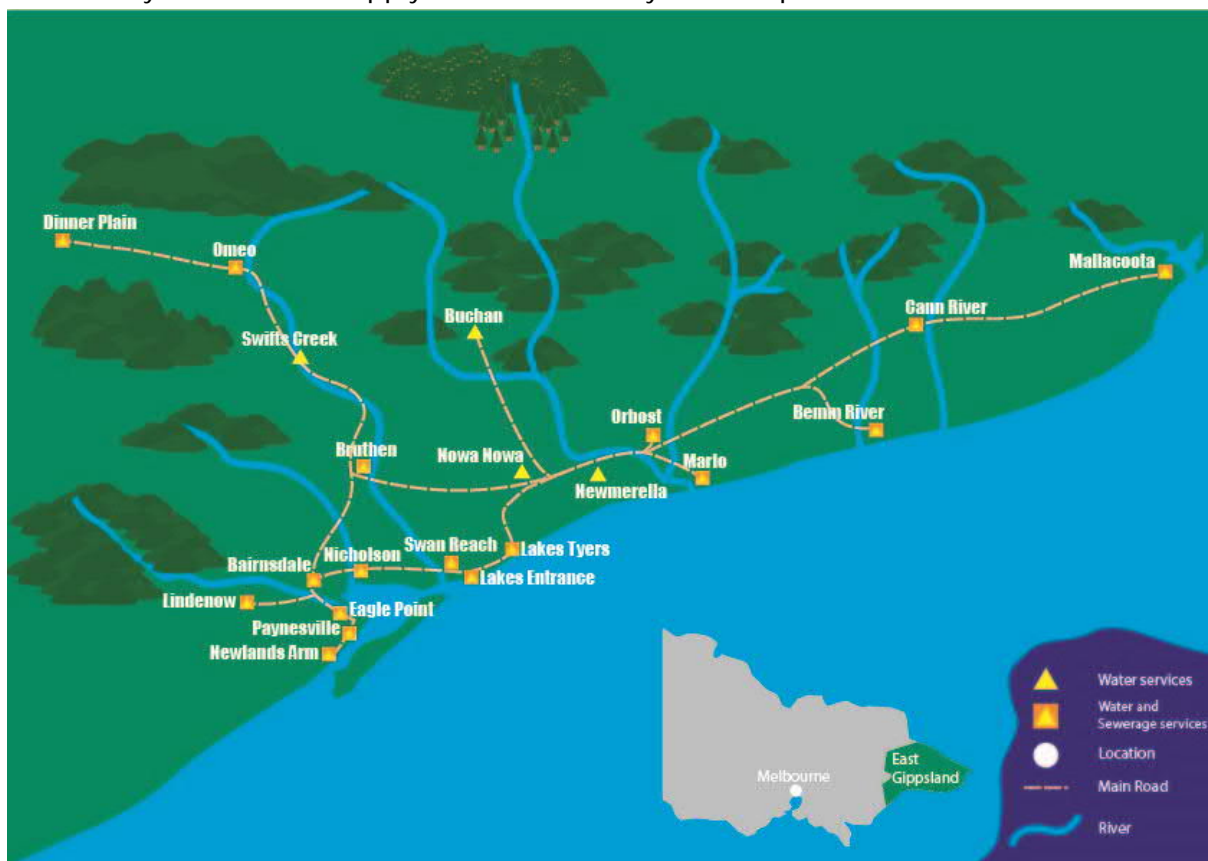 Dinner Plain
Omeo
Mallacoota
Buchan
Cann River
Swifts Creek
Orbost
Bemm River
Bruthen
Nowa Nowa
Marlo
Newmerella
Swan Reach
Lakes Tyers
Nicholson
Bairnsdale
Lakes Entrance
Lindenow
Eagle Point
Paynesville
Newlands Arm
Melbourne
East
Gippsland
Water services
Water and
Sewerage services
Location
Main Road
River